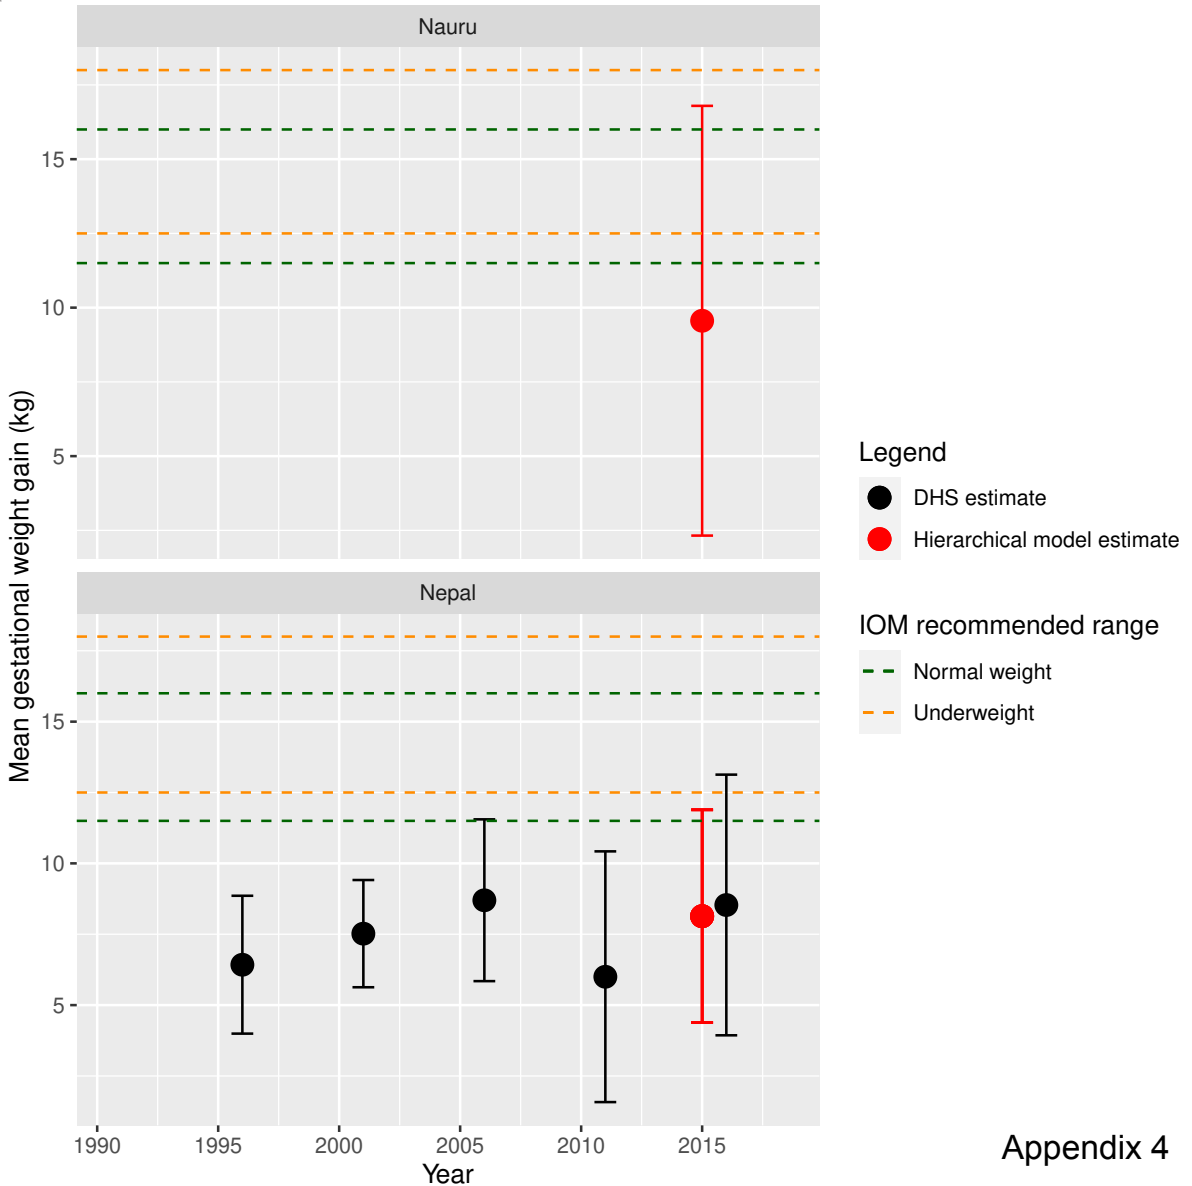 Nauru
15
10
5
Mean gestational weight gain (kg)
Nepal
15
10
5
1990 1995 2000 2005 2010 2015
Year
Legend
DHS estimate
Hierarchical model estimate
IOM recommended range
Normal weight
Underweight
Appendix 4